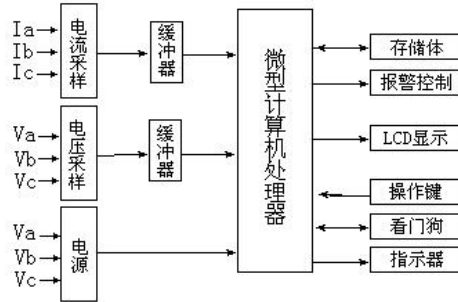 Ia
Ib
Ic
电流采样
缓冲器
Va
Vb
Vc
电压采样
缓冲器
Va
Vb
Vc
电源
微型计算机处理器
存储体
报警控制
LCD显示
操作键
看门狗
指示器